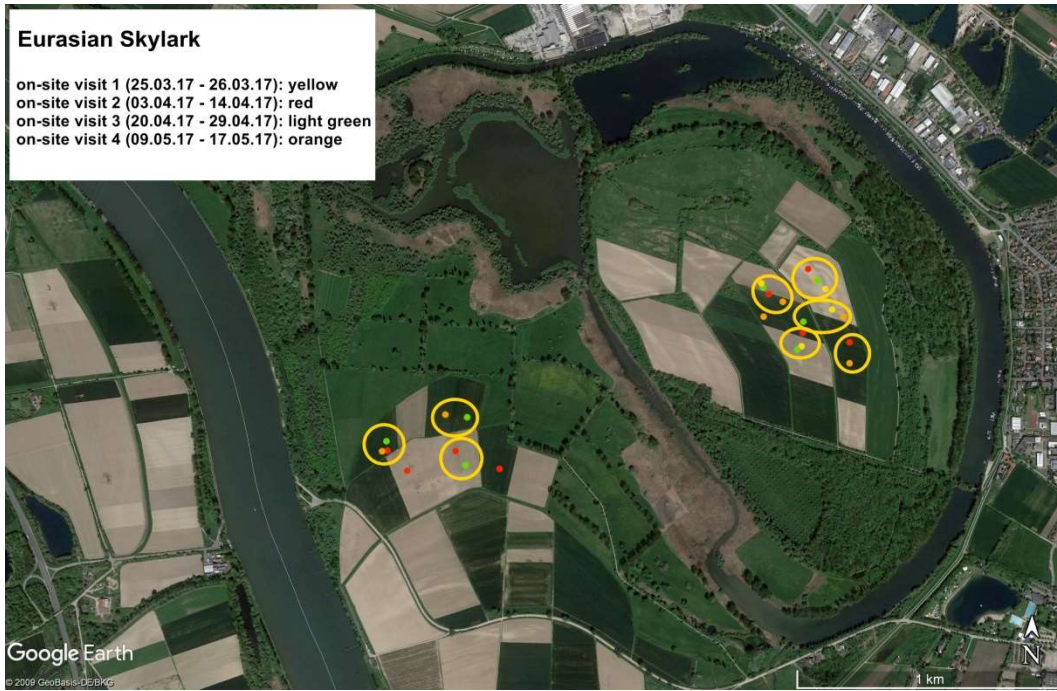 Eurasian Skylark
on-site visit 1 (25.03.17 - 26.03.17): yellow
on-site visit 2 (03.04.17 - 14.04.17): red
on-site visit 3 (20.04.17 - 29.04.17): light green
on-site visit 4 (09.05.17 - 17.05.17): orange
N
Google Earth
1 km
© 2009 GeoBasis-DE/BKG